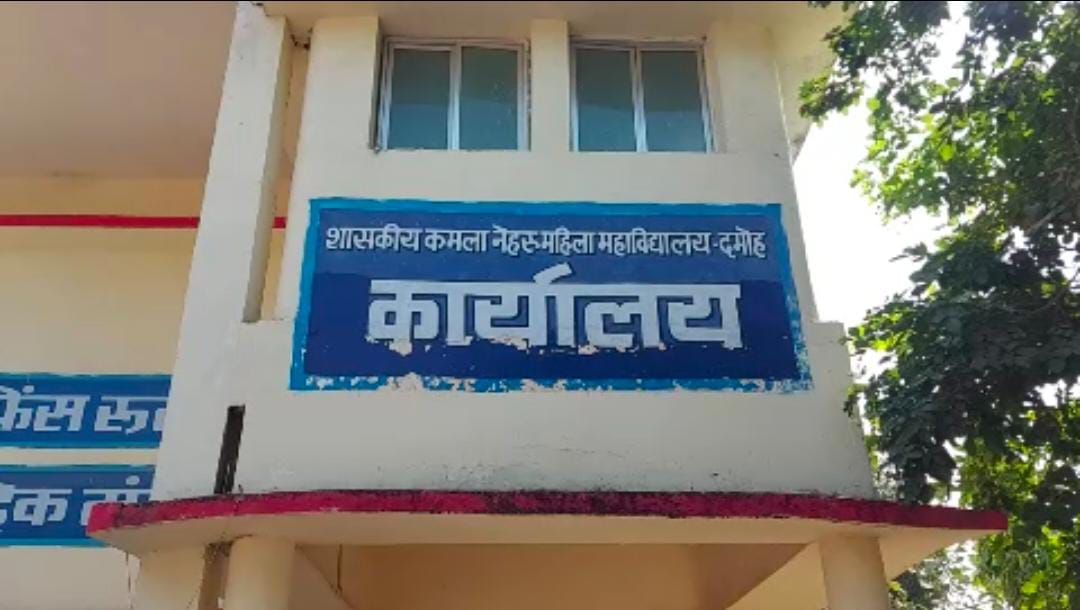 शासकीय कमला नेहरु महिला महाविद्यालय - दमोह
कार्यालय